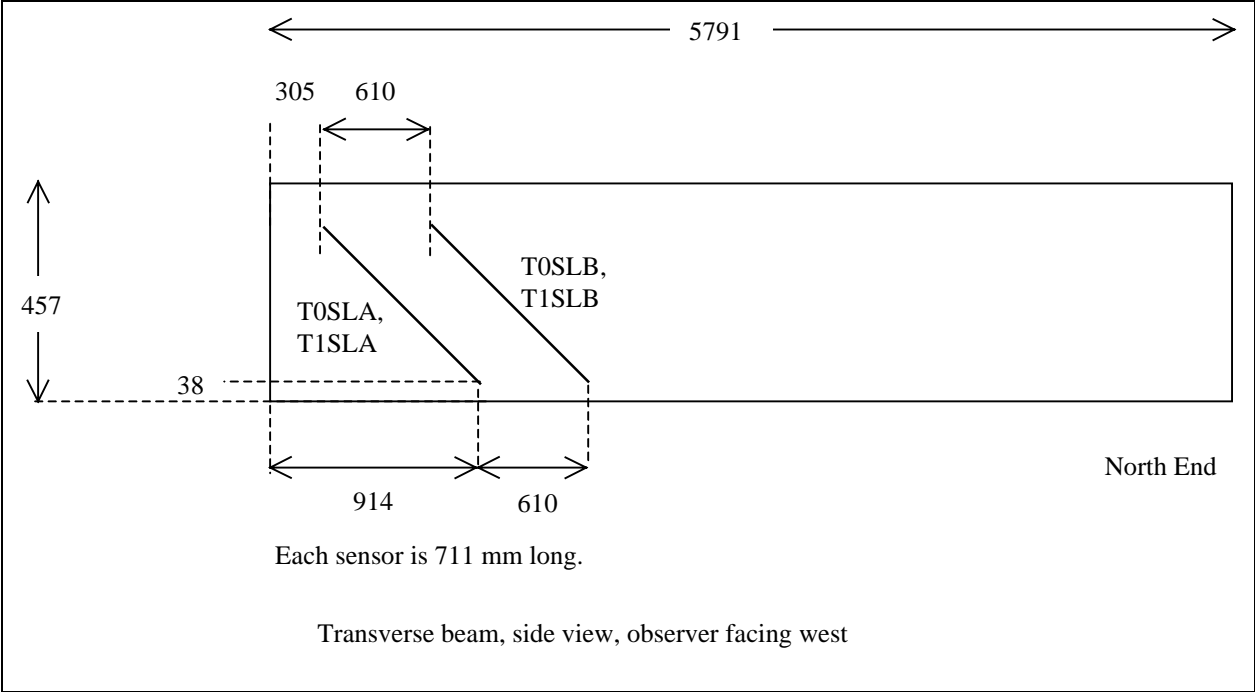 5791
305
610
T0SLB,
T1SLB
457
T0SLA,
T1SLA
38
North End
914
610
Each sensor is 711 mm long.
Transverse beam, side view, observer facing west